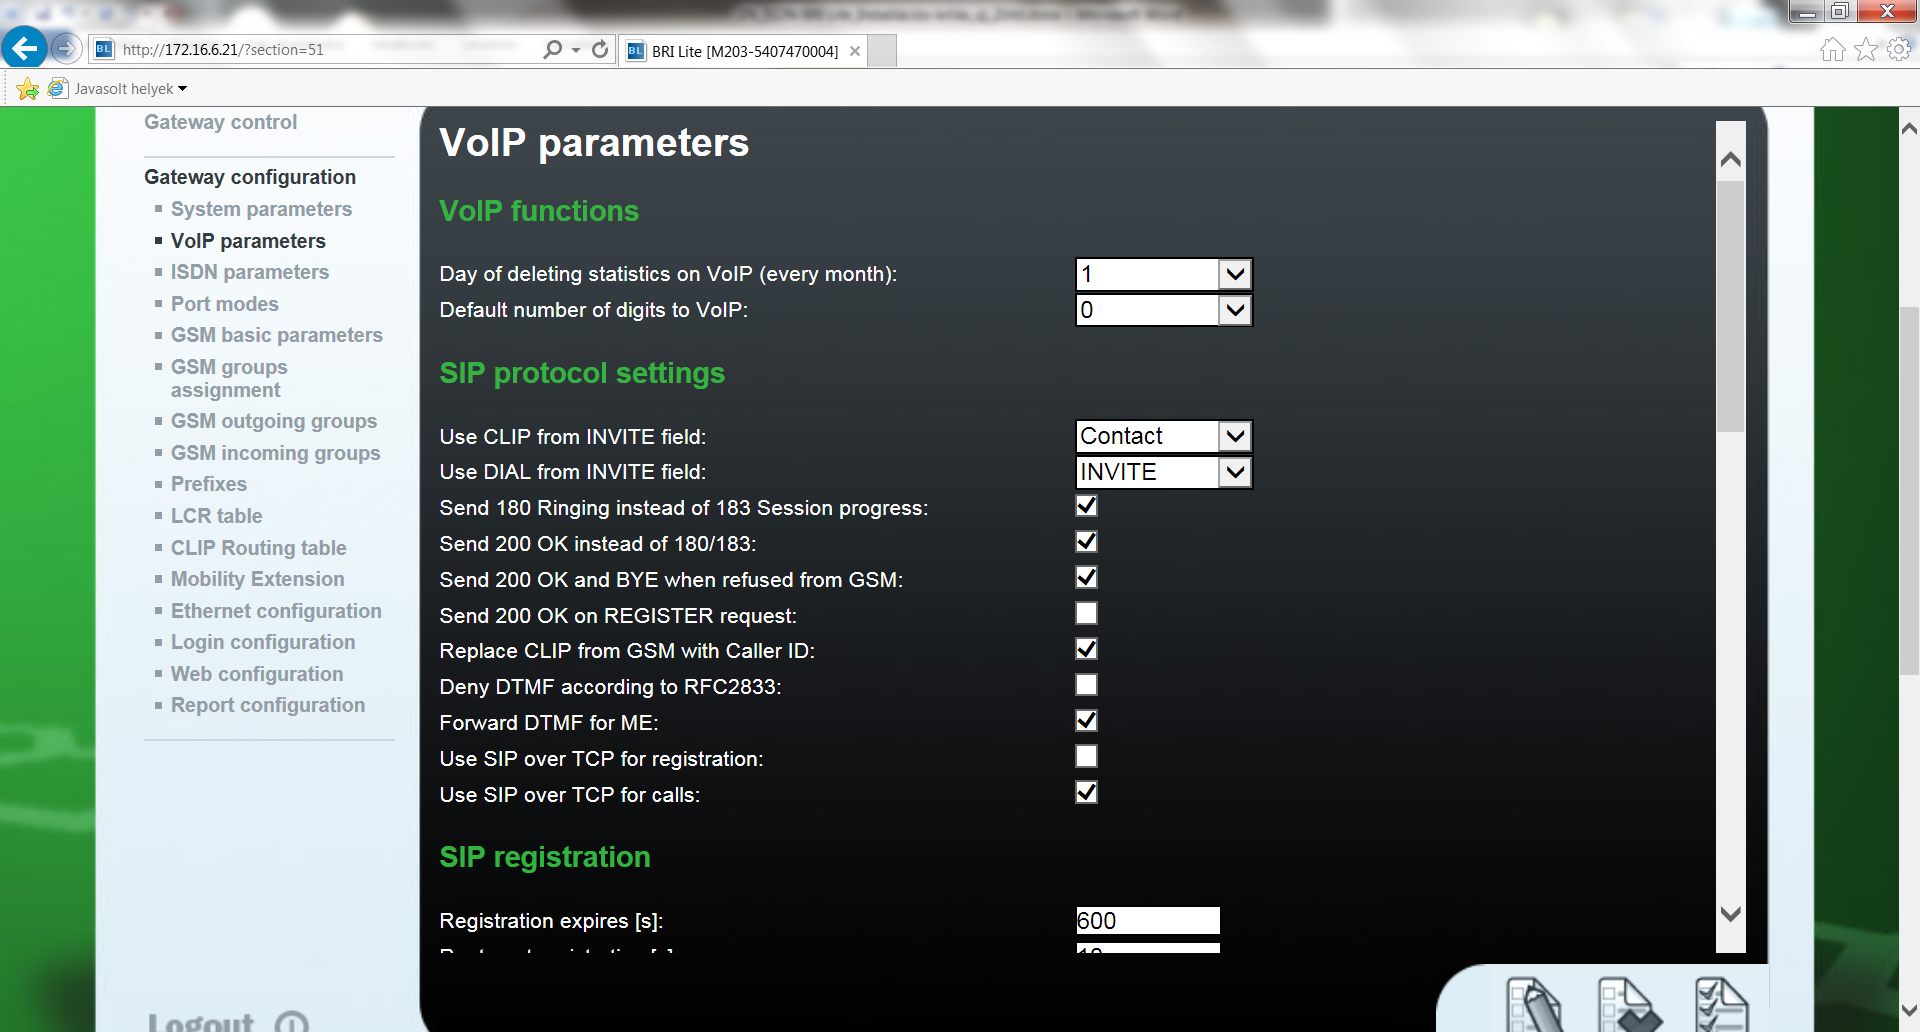 http://172.16.6.21/?section=51
BL
BRI Lite [M203-5407470004]
Javasolt helyek
Gateway control
Gateway configuration
System parameters
VoIP parameters
ISDN parameters
Port modes
GSM basic parameters
GSM groups
assignment
GSM outgoing groups
GSM incoming groups
Prefixes
LCR table
CLIP Routing table
Mobility Extension
Ethernet configuration
Login configuration
Web configuration
Report configuration
Logout
VoIP parameters
VoIP functions
Day of deleting statistics on VoIP (every month): 1
Default number of digits to VoIP: 0
SIP protocol settings
Use CLIP from INVITE field: Contact
Use DIAL from INVITE field: INVITE
Send 180 Ringing instead of 183 Session progress:
Send 200 OK instead of 180/183:
Send 200 OK and BYE when refused from GSM:
Send 200 OK on REGISTER request:
Replace CLIP from GSM with Caller ID:
Deny DTMF according to RFC2833:
Forward DTMF for ME:
Use SIP over TCP for registration:
Use SIP over TCP for calls:
SIP registration
Registration expires [s]: 600